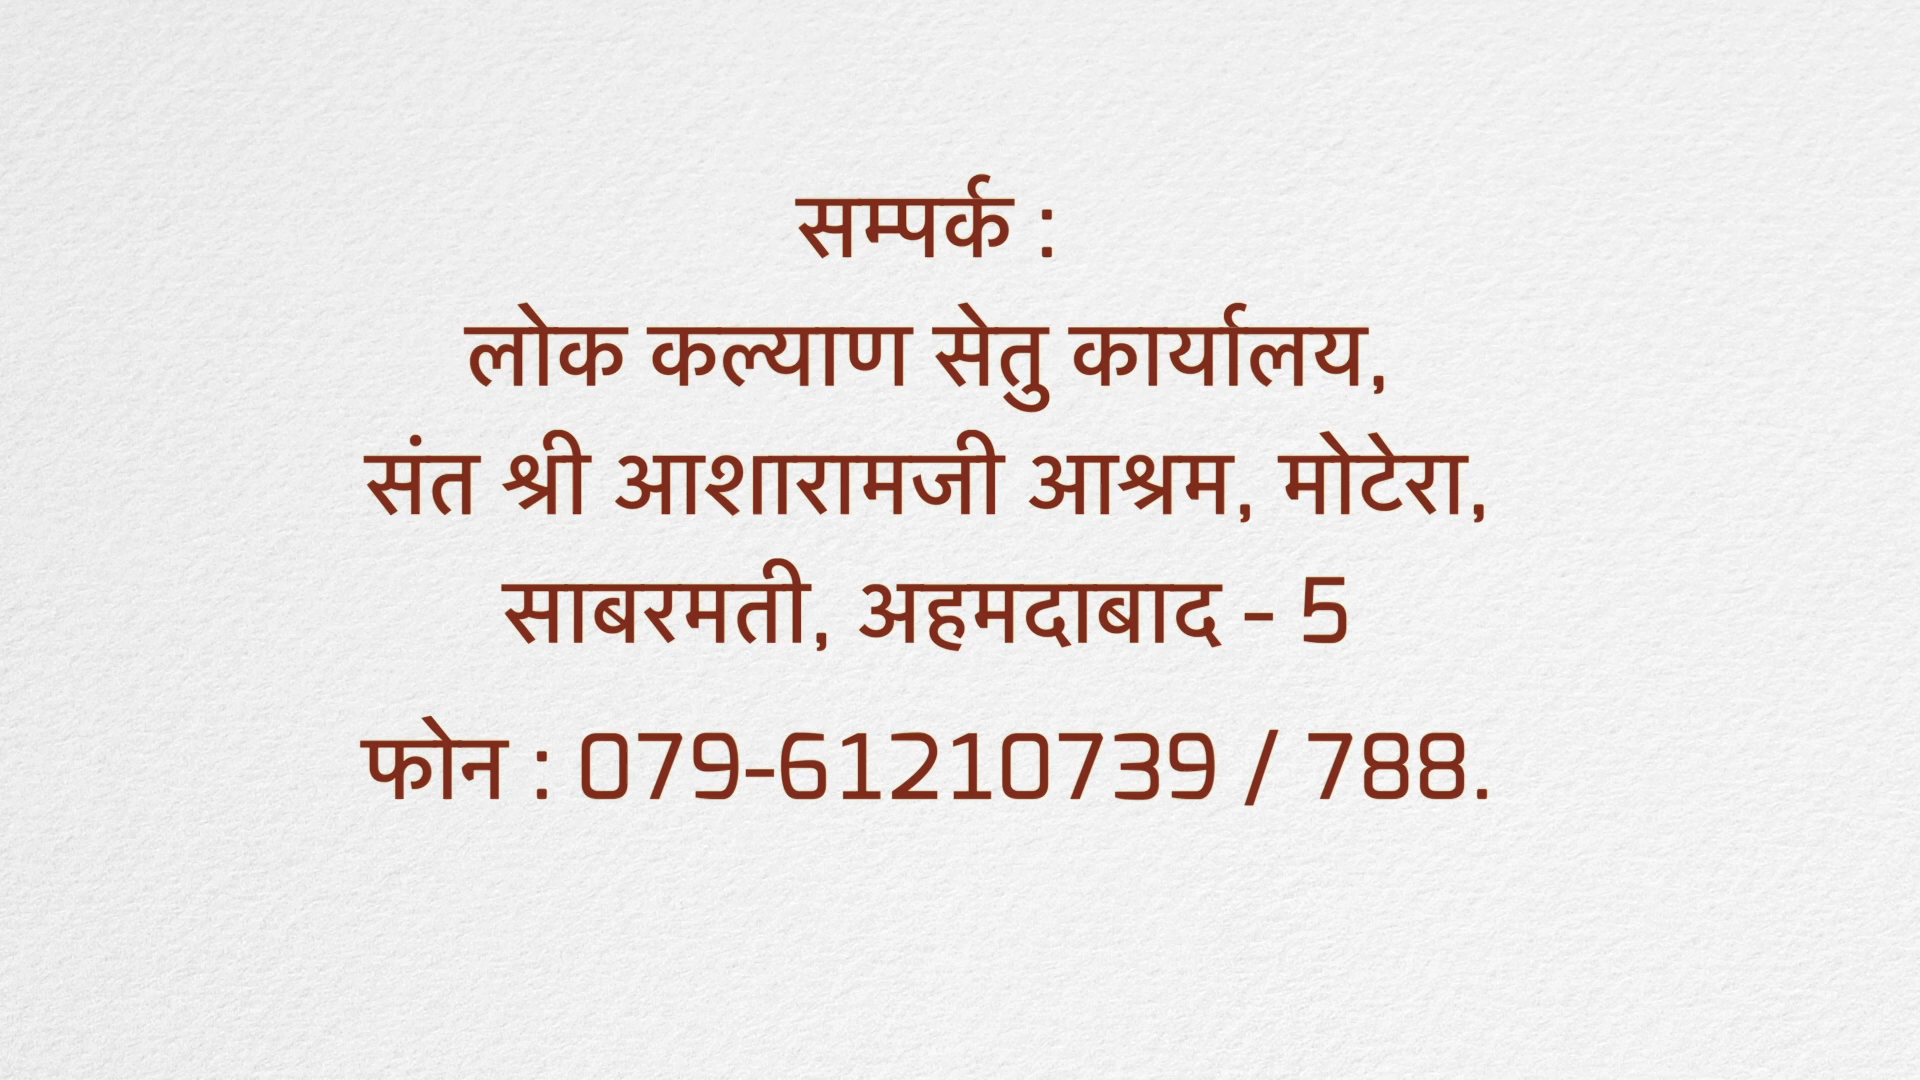 सम्पर्क :
लोक कल्याण सेतु कार्यालय,
संत श्री आशारामजी आश्रम, मोटेरा,
साबरमती, अहमदाबाद - 5
फोन : 079-61210739 / 788.